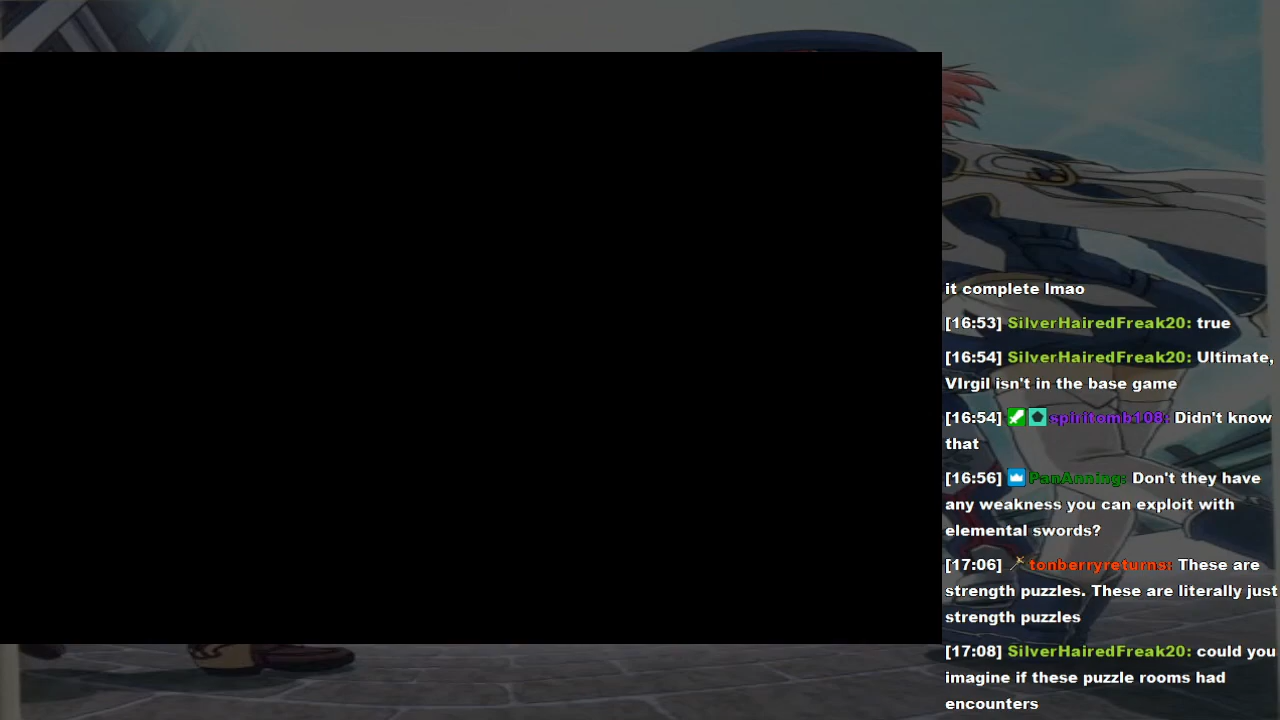 it complete lmao
[16:53] SilverHairedFreak20: true
[16:54] SilverHairedFreak20: Ultimate,
VIrgil isn't in the base game
[16:54] spiritomb108: Didn't know
that
[16:56] PanAnning: Don't they have
any weakness you can exploit with
elemental swords?
[17:06] tonberryreturns: These are
strength puzzles. These are literally just
strength puzzles
[17:08] SilverHairedFreak20: could you
imagine if these puzzle rooms had
encounters